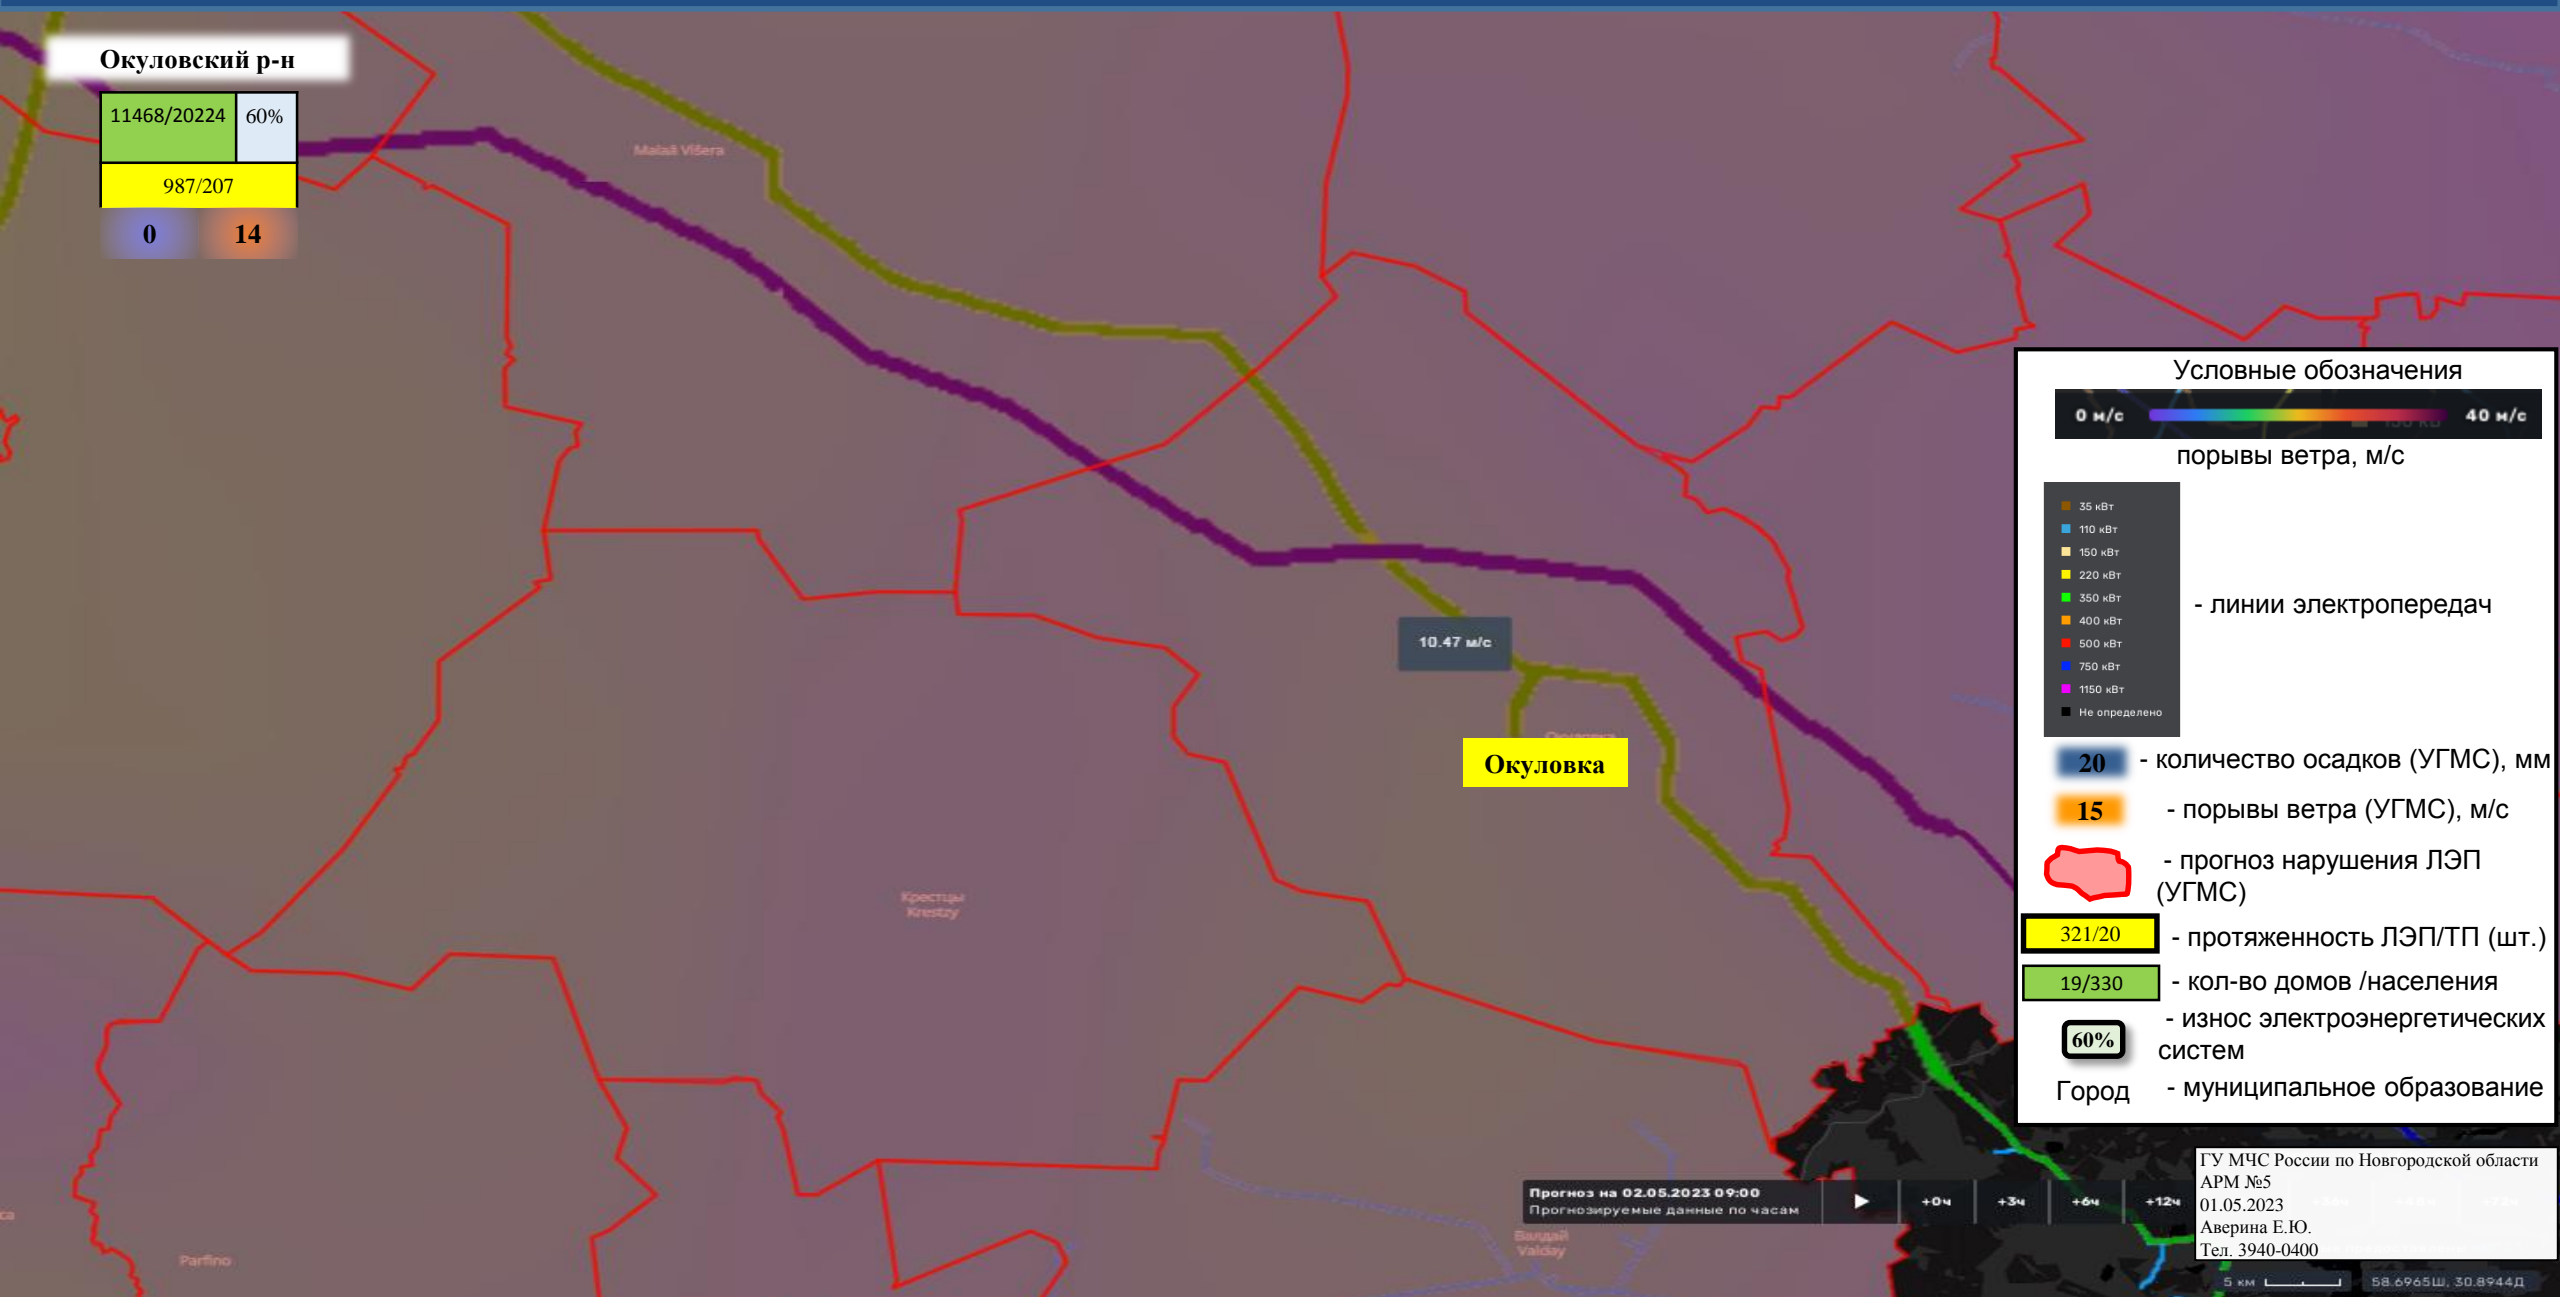 Окуловский р-н
11468/20224 60%
987/207
0 14
Malaâ Višera
10.47 м/с
Окуловка
Крестцы
Krestzy
Parfino
Валдай
Valday
Условные обозначения
0 м/с 40 м/с
порывы ветра, м/с
35 кВт
110 кВт
150 кВт
220 кВт
350 кВт
400 кВт
500 кВт
750 кВт
1150 кВт
Не определено
- линии электропередач
20 - количество осадков (УГМС), мм
15 - порывы ветра (УГМС), м/с
- прогноз нарушения ЛЭП
(УГМС)
321/20 - протяженность ЛЭП/ТП (шт.)
19/330 - кол-во домов /населения
60% - износ электроэнергетических
систем
Город - муниципальное образование
Прогноз на 02.05.2023 09:00
Прогнозируемые данные по часам
+0ч +3ч +6ч +12ч
ГУ МЧС России по Новгородской области
АРМ №5
01.05.2023
Аверина Е.Ю.
Тел. 3940-0400
5 км 58.6965Ш, 30.8944Д